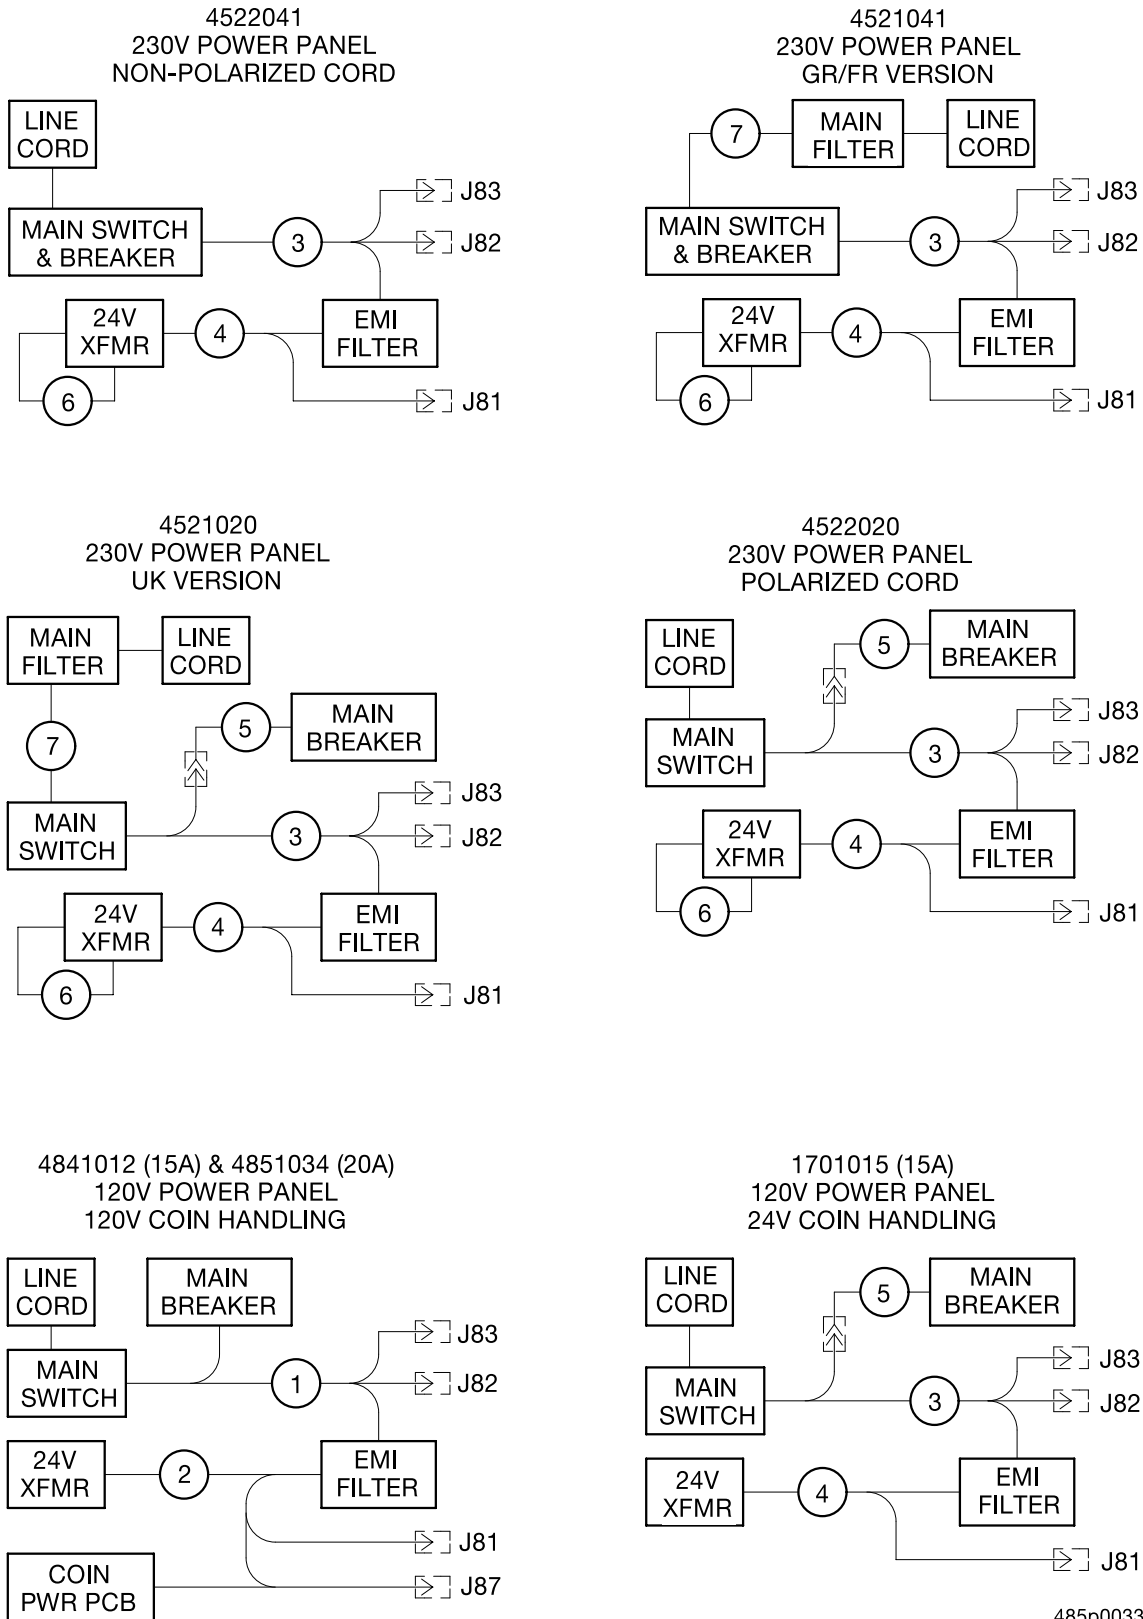 4522041
230V POWER PANEL
NON-POLARIZED CORD
LINE
CORD
MAIN SWITCH
& BREAKER
3
J83
J82
24V
XFMR
4
EMI
FILTER
6
J81
4521041
230V POWER PANEL
GR/FR VERSION
7
MAIN
FILTER
LINE
CORD
MAIN SWITCH
& BREAKER
3
J83
J82
24V
XFMR
4
EMI
FILTER
6
J81
4521020
230V POWER PANEL
UK VERSION
MAIN
FILTER
LINE
CORD
7
5
MAIN
BREAKER
MAIN
SWITCH
3
J83
J82
24V
XFMR
4
EMI
FILTER
6
J81
4522020
230V POWER PANEL
POLARIZED CORD
LINE
CORD
5
MAIN
BREAKER
MAIN
SWITCH
3
J83
J82
24V
XFMR
4
EMI
FILTER
6
J81
4841012 (15A) & 4851034 (20A)
120V POWER PANEL
120V COIN HANDLING
LINE
CORD
MAIN
BREAKER
MAIN
SWITCH
1
J83
J82
24V
XFMR
2
EMI
FILTER
J81
COIN
PWR PCB
J87
1701015 (15A)
120V POWER PANEL
24V COIN HANDLING
LINE
CORD
5
MAIN
BREAKER
MAIN
SWITCH
3
J83
J82
24V
XFMR
4
EMI
FILTER
J81
485p0033